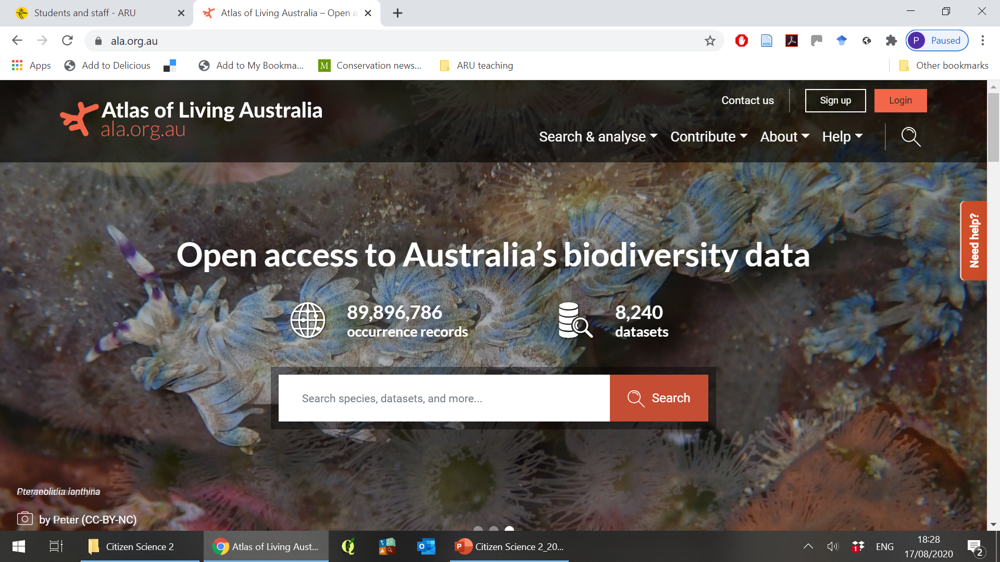 Students and staff - ARU
Atlas of Living Australia – Open a
ala.org.au
P Paused
Apps
Add to Delicious
Add to My Bookma...
M Conservation news...
ARU teaching
Other bookmarks
Atlas of Living Australia
ala.org.au
Contact us
Sign up
Login
Search & analyse
Contribute
About
Help
Need help?
Open access to Australia’s biodiversity data
89,896,786
occurrence records
8,240
datasets
Search species, datasets, and more...
Search
Pteraeolidia ianthina
by Peter (CC-BY-NC)
Citizen Science 2
Atlas of Living Aust...
Citizen Science 2_20...
1
ENG
18:28
17/08/2020
2